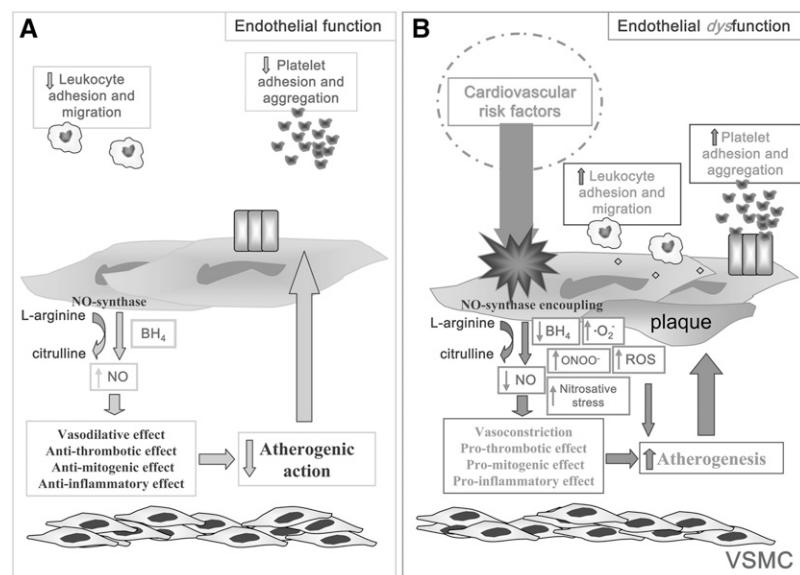 A
Endothelial function
↓ Leukocyte
adhesion and
migration
↓ Platelet
adhesion and
aggregation
NO-synthase
L-arginine
citrulline
BH₄
↑ NO
Vasodilative effect
Anti-thrombotic effect
Anti-mitogenic effect
Anti-inflammatory effect
↓ Atherogenic
action
B
Endothelial dysfunction
Cardiovascular
risk factors
↑ Leukocyte
adhesion and
migration
↑ Platelet
adhesion and
aggregation
NO-synthase encoupling
L-arginine
citrulline
↓ BH₄
↑ ·O₂⁻
↑ ONOO⁻
↑ ROS
↓ NO
↑ Nitrosative
stress
plaque
Vasoconstriction
Pro-thrombotic effect
Pro-mitogenic effect
Pro-inflammatory effect
↑ Atherogenesis
VSMC